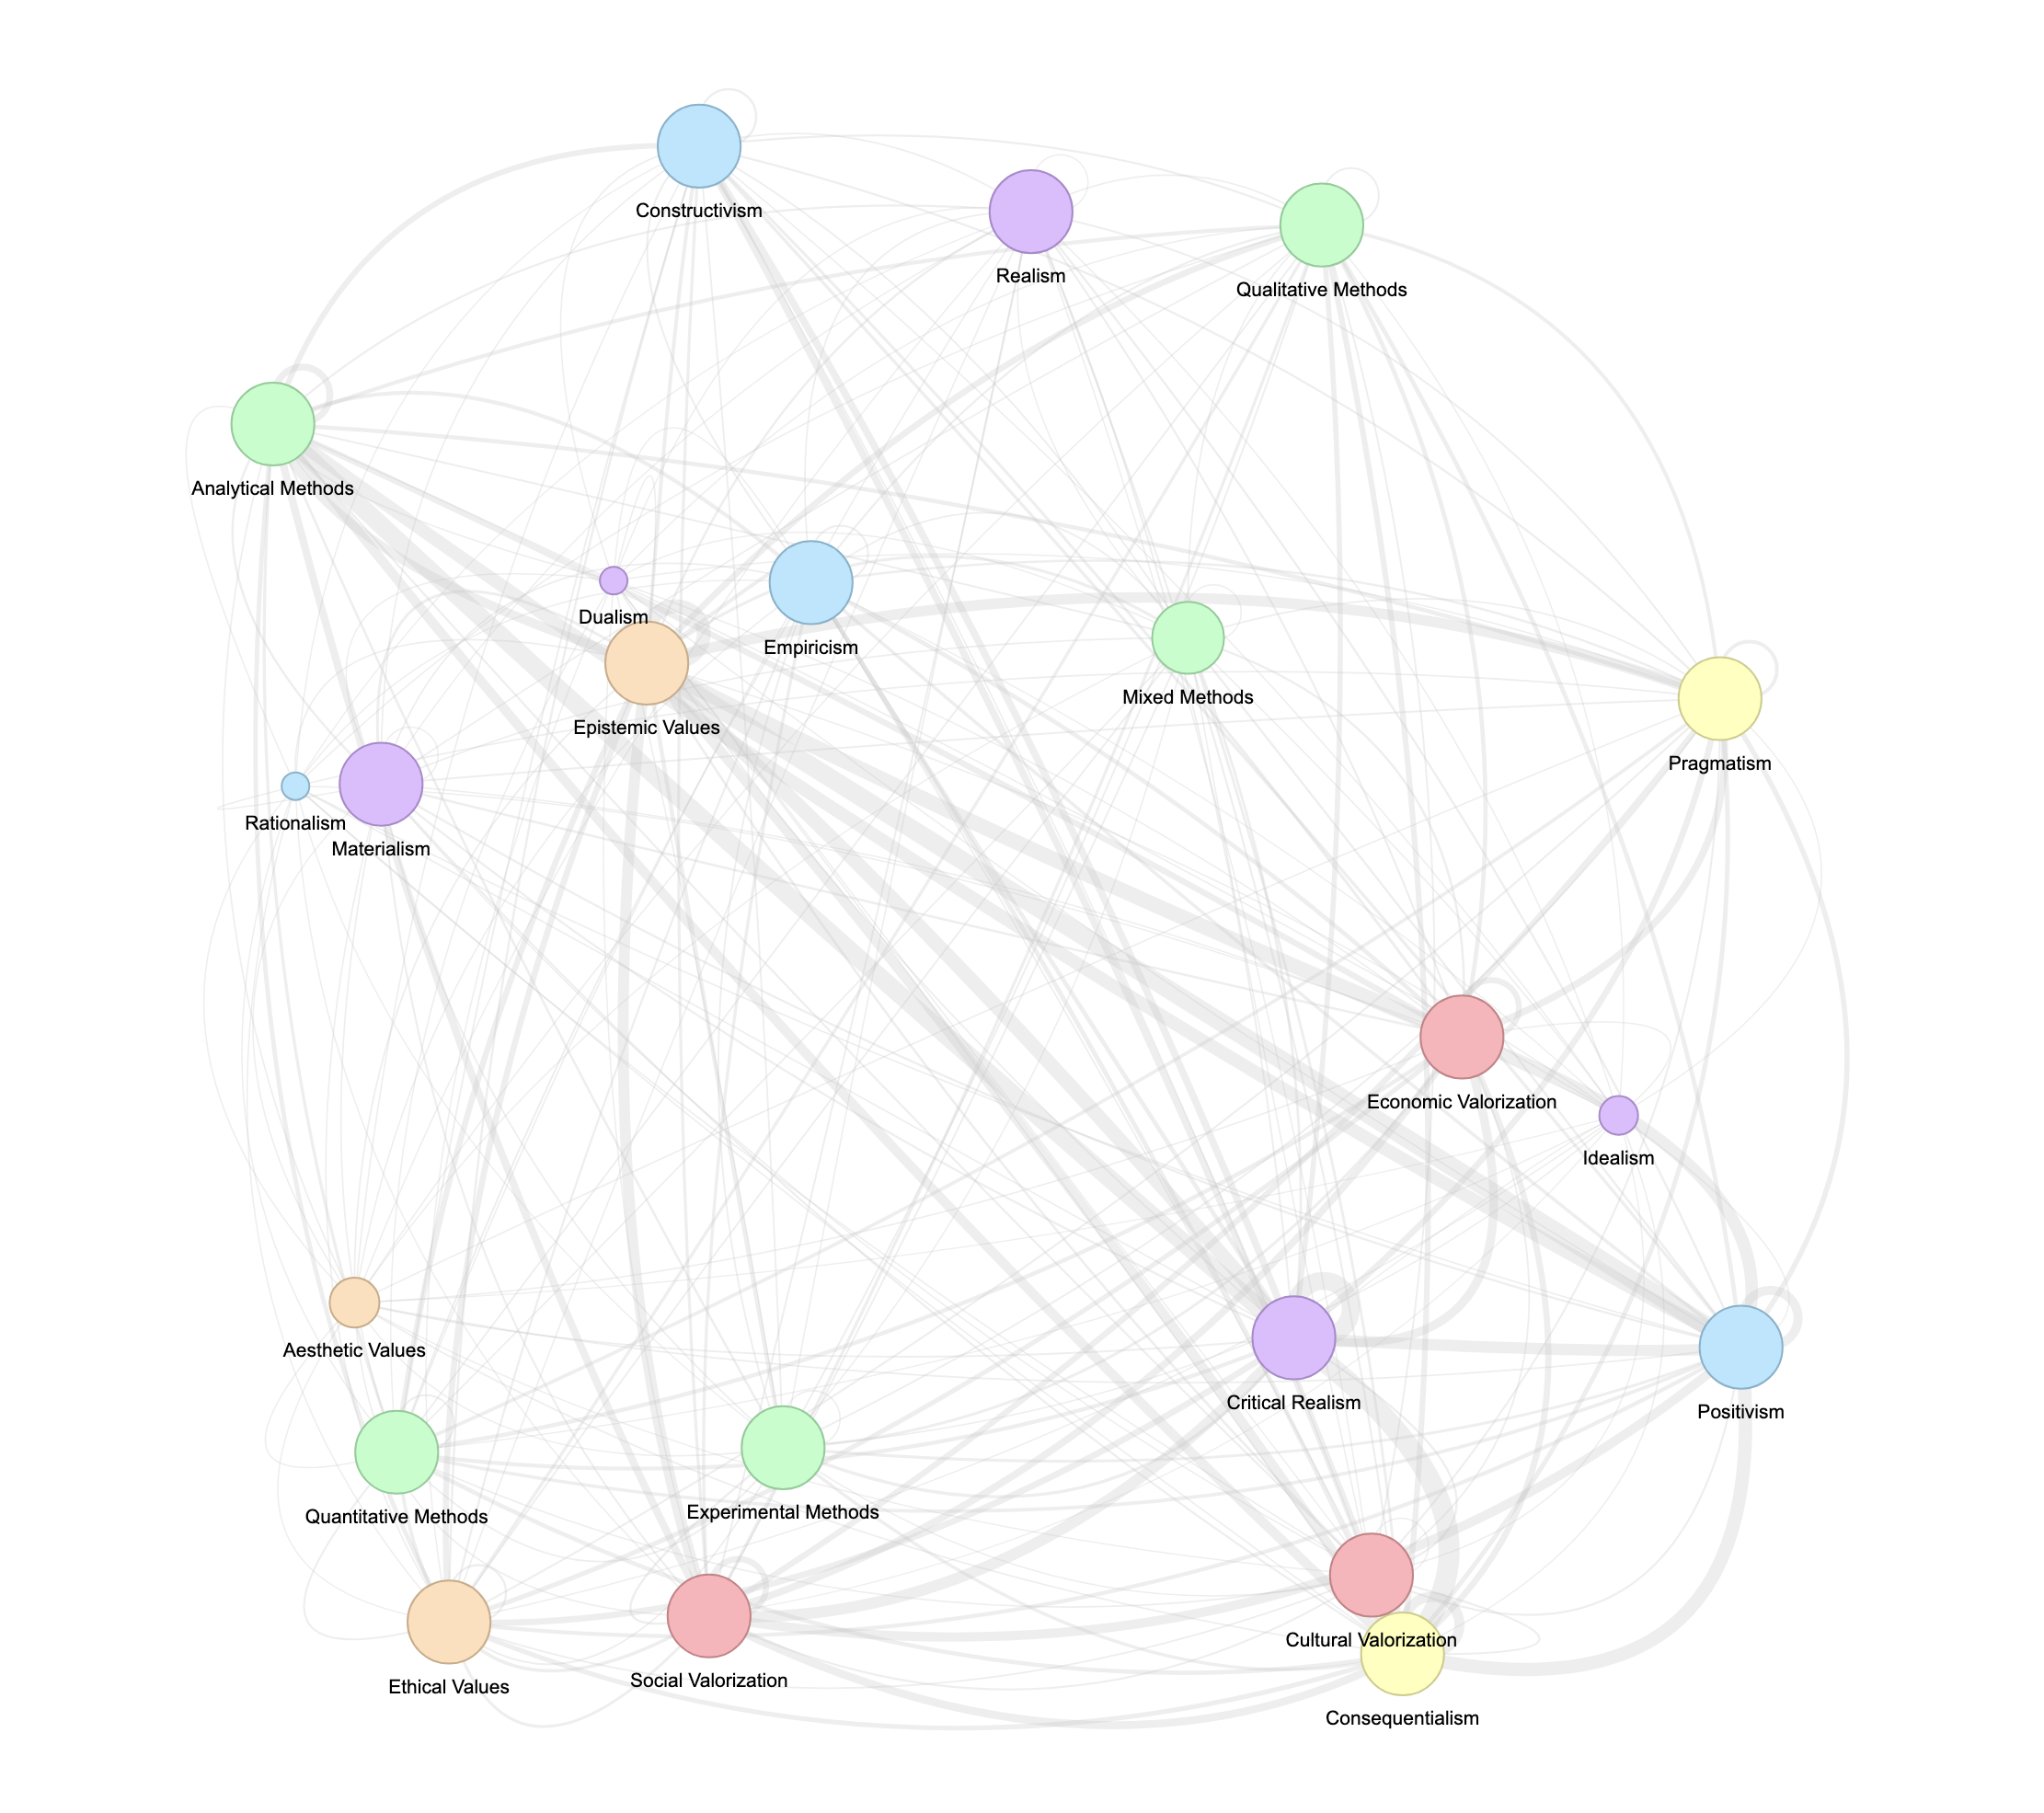 Constructivism
Realism
Qualitative Methods
Analytical Methods
Dualism
Empiricism
Mixed Methods
Epistemic Values
Pragmatism
Rationalism
Materialism
Economic Valorization
Idealism
Aesthetic Values
Critical Realism
Positivism
Quantitative Methods
Experimental Methods
Cultural Valorization
Social Valorization
Ethical Values
Consequentialism